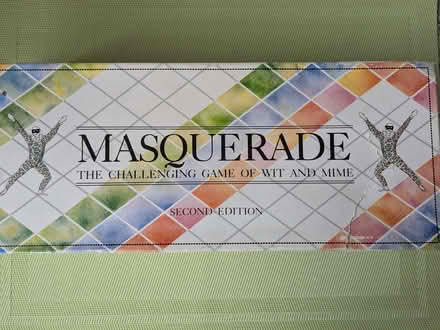 MASQUERADE
THE CHALLENGING GAME OF WIT AND MIME
SECOND EDITION